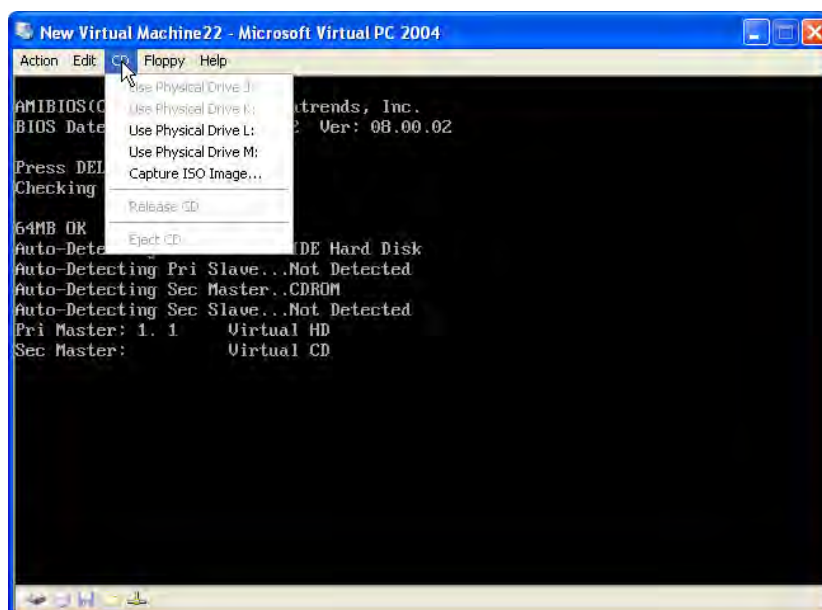 New Virtual Machine22 - Microsoft Virtual PC 2004
Action Edit CD Floppy Help
Use Physical Drive J:
Use Physical Drive K:
Use Physical Drive L:
Use Physical Drive M:
Capture ISO Image...
Release CD
Eject CD
AMIBIOS(C trends, Inc.
BIOS Date 2 Ver: 08.00.02
Press DEL
Checking
64MB OK
Auto-Dete IDE Hard Disk
Auto-Detecting Pri Slave...Not Detected
Auto-Detecting Sec Master..CDROM
Auto-Detecting Sec Slave...Not Detected
Pri Master: 1. 1 Virtual HD
Sec Master: Virtual CD